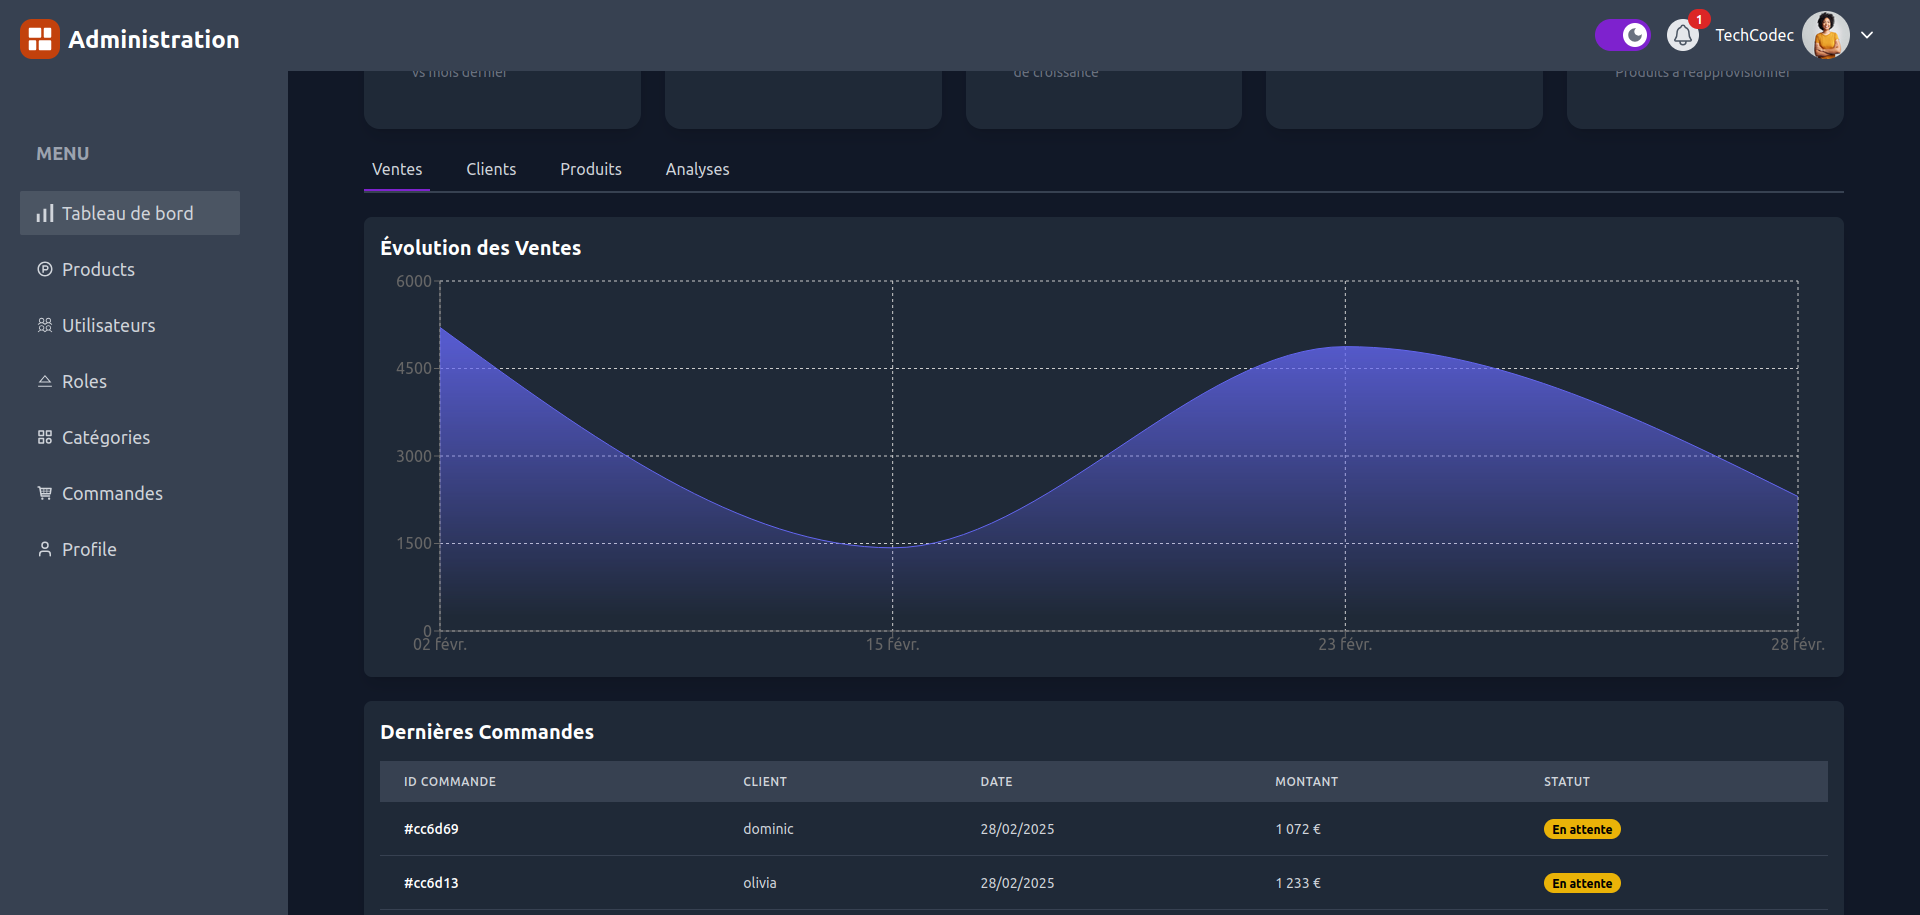 Administration
1
TechCodec
vs mois dernier
de croissance
Produits à réapprovisionner
MENU
Tableau de bord
Products
Utilisateurs
Roles
Catégories
Commandes
Profile
Ventes Clients Produits Analyses
Évolution des Ventes
6000
4500
3000
1500
0
02 févr. 15 févr. 23 févr. 28 févr.
Dernières Commandes
ID COMMANDE CLIENT DATE MONTANT STATUT
#cc6d69 dominic 28/02/2025 1 072 € En attente
#cc6d13 olivia 28/02/2025 1 233 € En attente